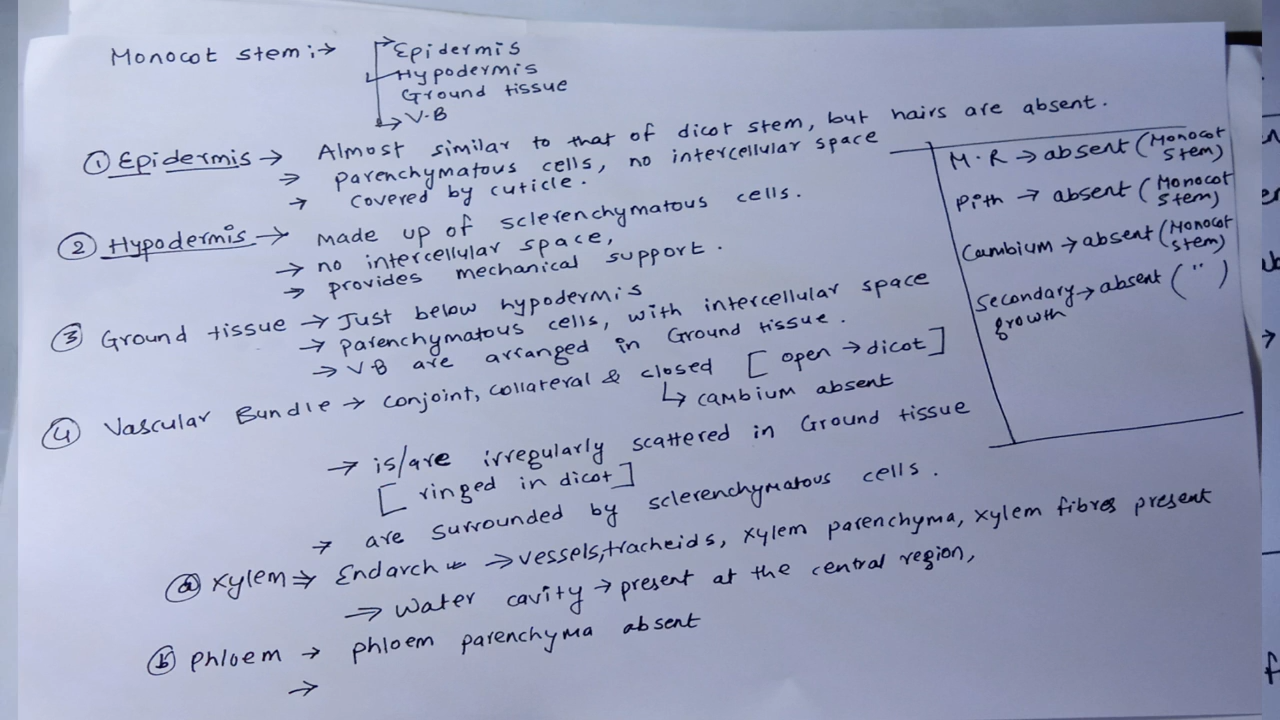 Monocot stem :→ Epidermis
Hypodermis
Ground tissue
V.B
① Epidermis → Almost similar to that of dicot stem, but hairs are absent.
→ parenchymatous cells, no intercellular space
→ covered by cuticle.
② Hypodermis → made up of sclerenchymatous cells.
→ no intercellular space,
→ provides mechanical support.
③ Ground tissue → Just below hypodermis
→ parenchymatous cells, with intercellular space
→ VB are arranged in Ground tissue.
④ Vascular Bundle → conjoint, collateral & closed [open → dicot]
↳ cambium absent
→ is/are irregularly scattered in Ground tissue
[ringed in dicot]
→ are surrounded by sclerenchymatous cells.
ⓐ Xylem ⇒ Endarch → vessels, tracheids, xylem parenchyma, xylem fibres present
⇒ Water cavity → present at the central region,
ⓑ Phloem → phloem parenchyma absent
→
M.R → absent (Monocot
stem)
Pith → absent (Monocot
stem)
Cambium → absent (Monocot
stem)
Secondary → absent ( " )
growth